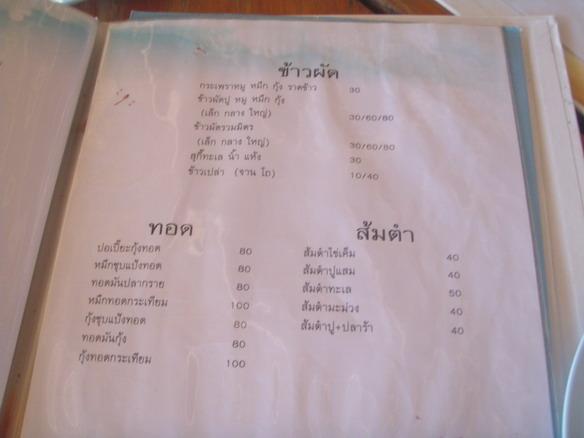 ข้าวผัด
กระเพราหมู หมึก กุ้ง ราดข้าว 30
ข้าวผัดปู หมู หมึก กุ้ง
(เล็ก กลาง ใหญ่) 30/60/80
ข้าวผัดรวมมิตร
(เล็ก กลาง ใหญ่) 30/60/80
สุกี้ทะเล น้ำ แห้ง 30
ข้าวเปล่า (จาน โถ) 10/40
ทอด
ปอเปี๊ยะกุ้งทอด 80
หมึกชุบแป้งทอด 80
ทอดมันปลากราย 80
หมึกทอดกระเทียม 100
กุ้งชุบแป้งทอด 80
ทอดมันกุ้ง 80
กุ้งทอดกระเทียม 100
ส้มตำ
ส้มตำไข่เค็ม 40
ส้มตำปูแสม 40
ส้มตำทะเล 50
ส้มตำมะม่วง 40
ส้มตำปู+ปลาร้า 40